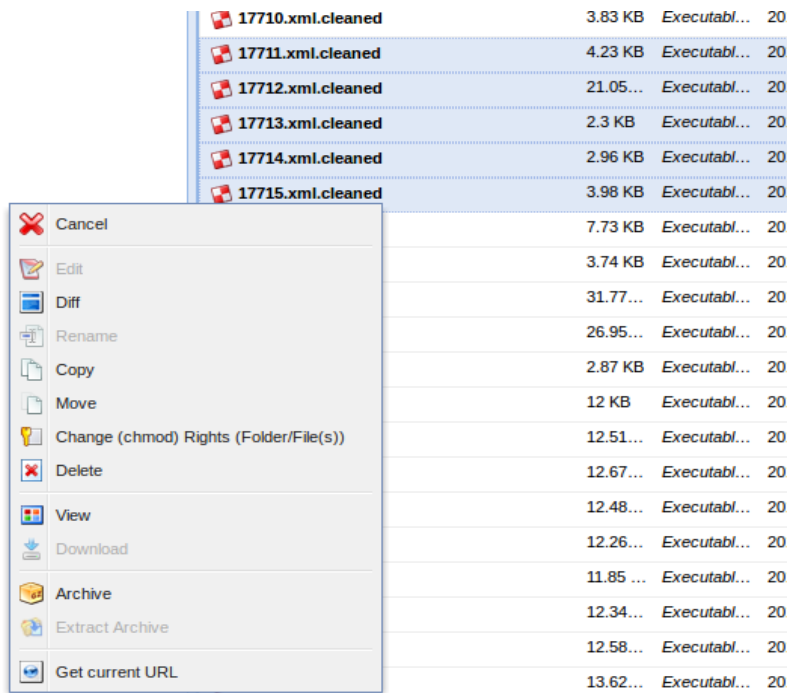 17710.xml.cleaned 3.83 KB Executabl... 20
17711.xml.cleaned 4.23 KB Executabl... 20
17712.xml.cleaned 21.05... Executabl... 20
17713.xml.cleaned 2.3 KB Executabl... 20
17714.xml.cleaned 2.96 KB Executabl... 20
17715.xml.cleaned 3.98 KB Executabl... 20
Cancel
Edit
Diff
Rename
Copy
Move
Change (chmod) Rights (Folder/File(s))
Delete
View
Download
Archive
Extract Archive
Get current URL
7.73 KB Executabl... 20
3.74 KB Executabl... 20
31.77... Executabl... 20
26.95... Executabl... 20
2.87 KB Executabl... 20
12 KB Executabl... 20
12.51... Executabl... 20
12.67... Executabl... 20
12.48... Executabl... 20
12.26... Executabl... 20
11.85 ... Executabl... 20
12.34... Executabl... 20
12.58... Executabl... 20
13.62... Executabl... 20